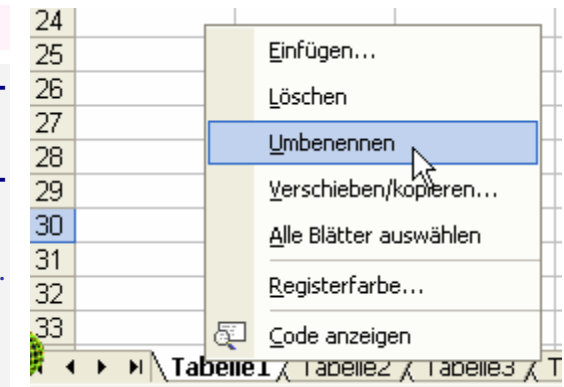 24
25
26
27
28
29
30
31
32
33
Einfügen...
Löschen
Umbenennen
Verschieben/kopieren...
Alle Blätter auswählen
Registerfarbe...
Code anzeigen
Tabelle1 Tabelle2 Tabelle3 T